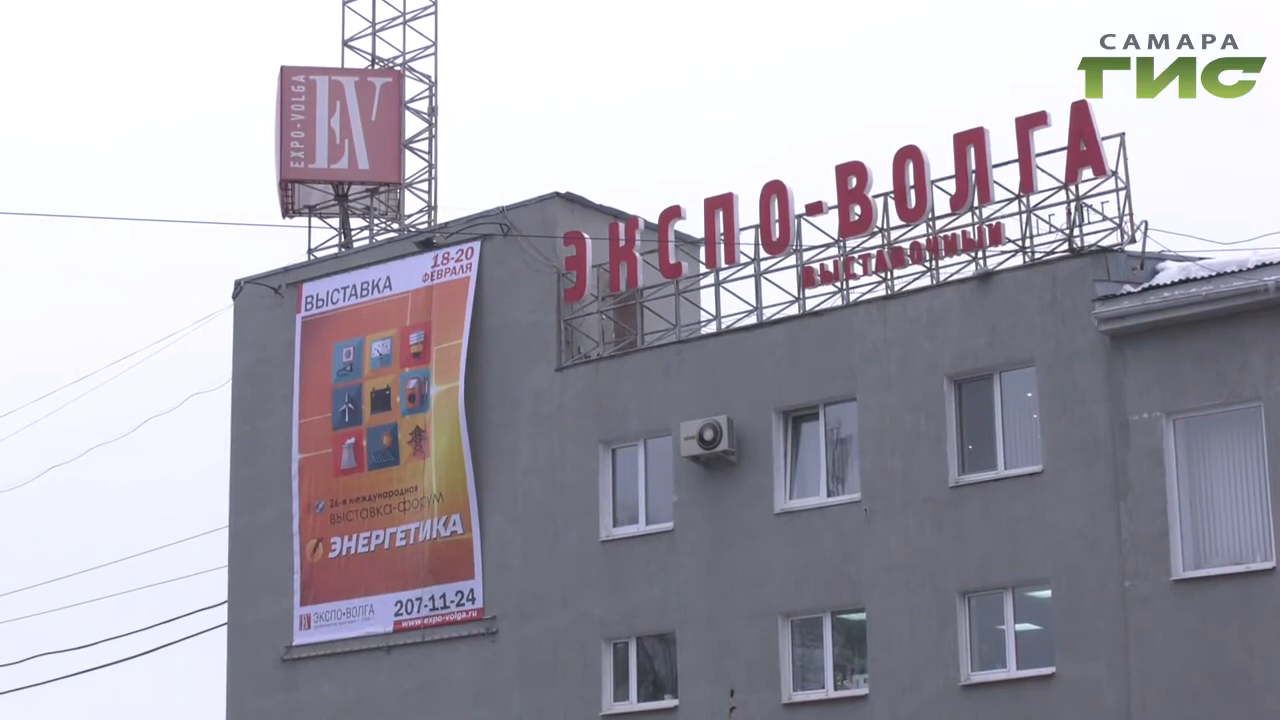 САМАРА
ГИС
EXPO-VOLGA
EV
ЭКСПО-ВОЛГА
ВЫСТАВОЧНЫЙ
18-20
ФЕВРАЛЯ
ВЫСТАВКА
26-я международная
выставка-форум
ЭНЕРГЕТИКА
EV ЭКСПО•ВОЛГА
207-11-24
www.expo-volga.ru